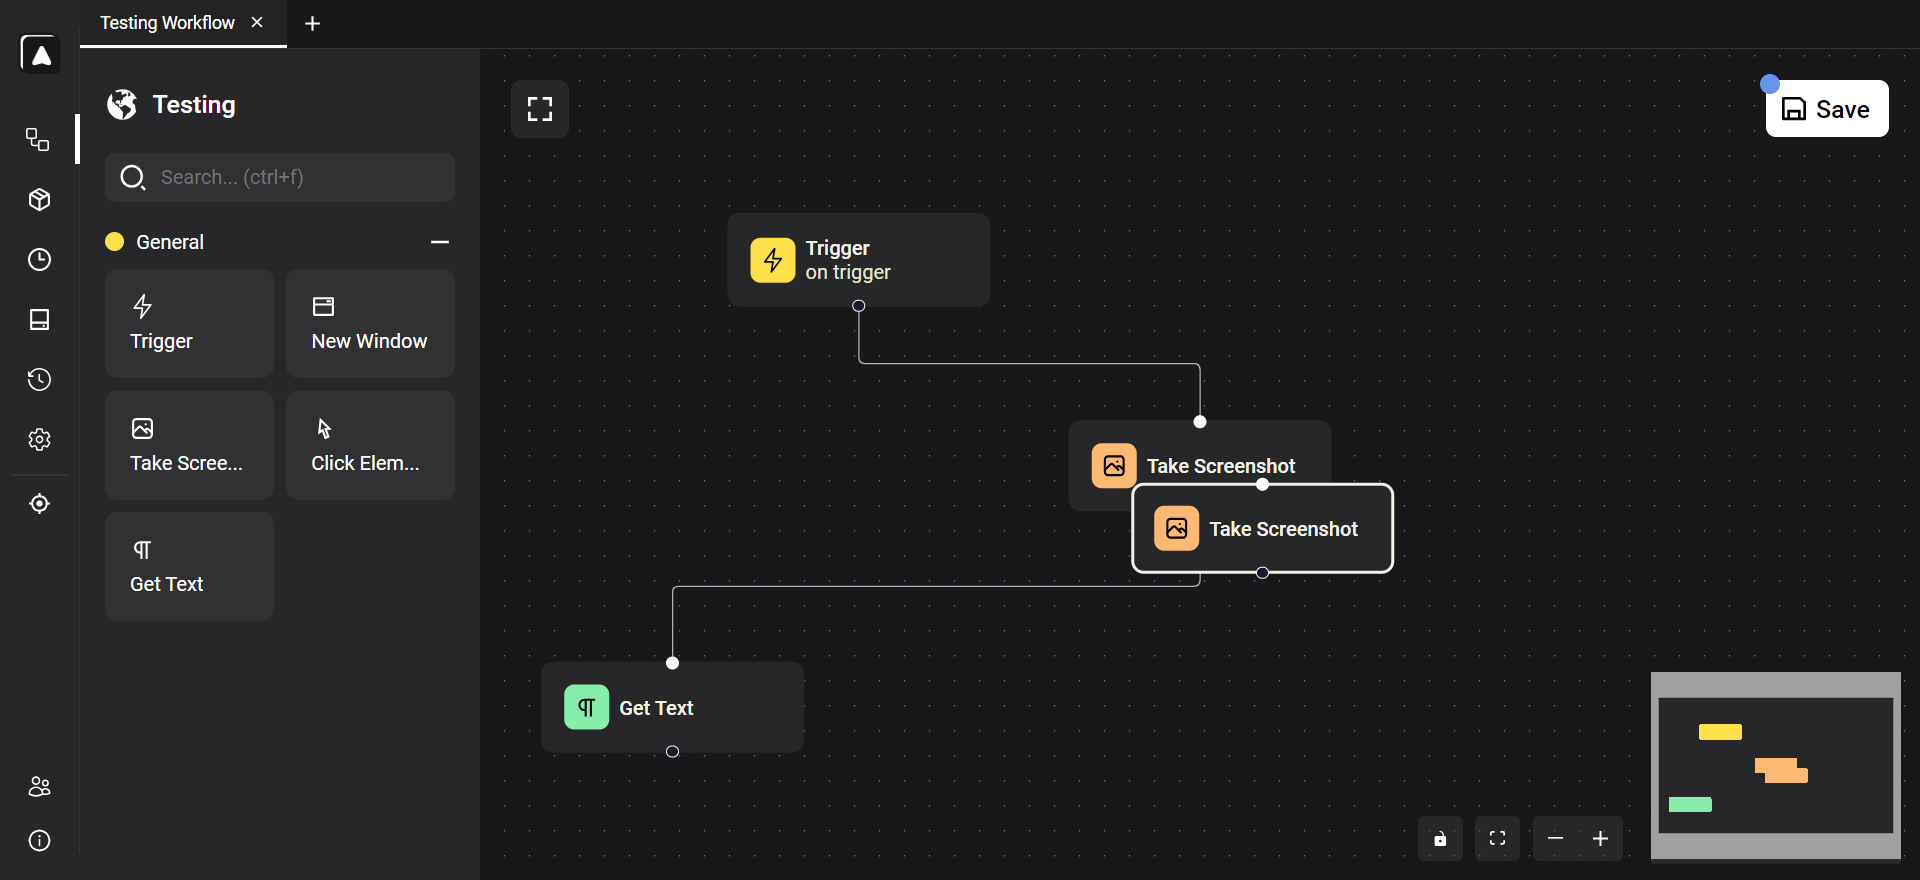 Testing Workflow
Testing
Save
Search... (ctrl+f)
General
Trigger
New Window
Take Scree...
Click Elem...
Get Text
Trigger
on trigger
Take Screenshot
Take Screenshot
Get Text